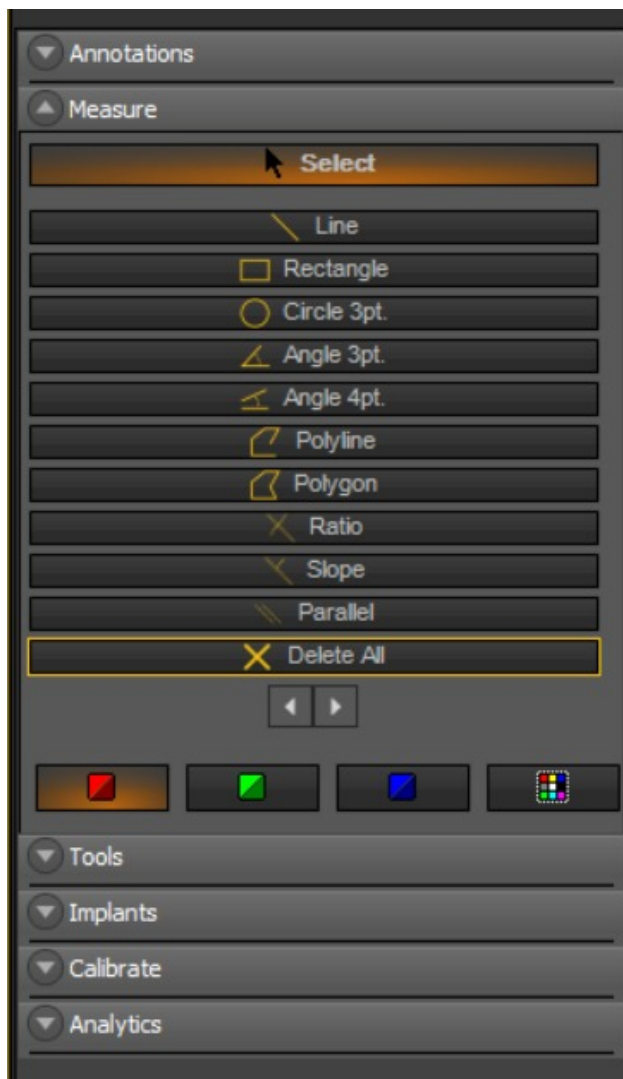 Annotations
Measure
Select
Line
Rectangle
Circle 3pt.
Angle 3pt.
Angle 4pt.
Polyline
Polygon
Ratio
Slope
Parallel
Delete All
Tools
Implants
Calibrate
Analytics